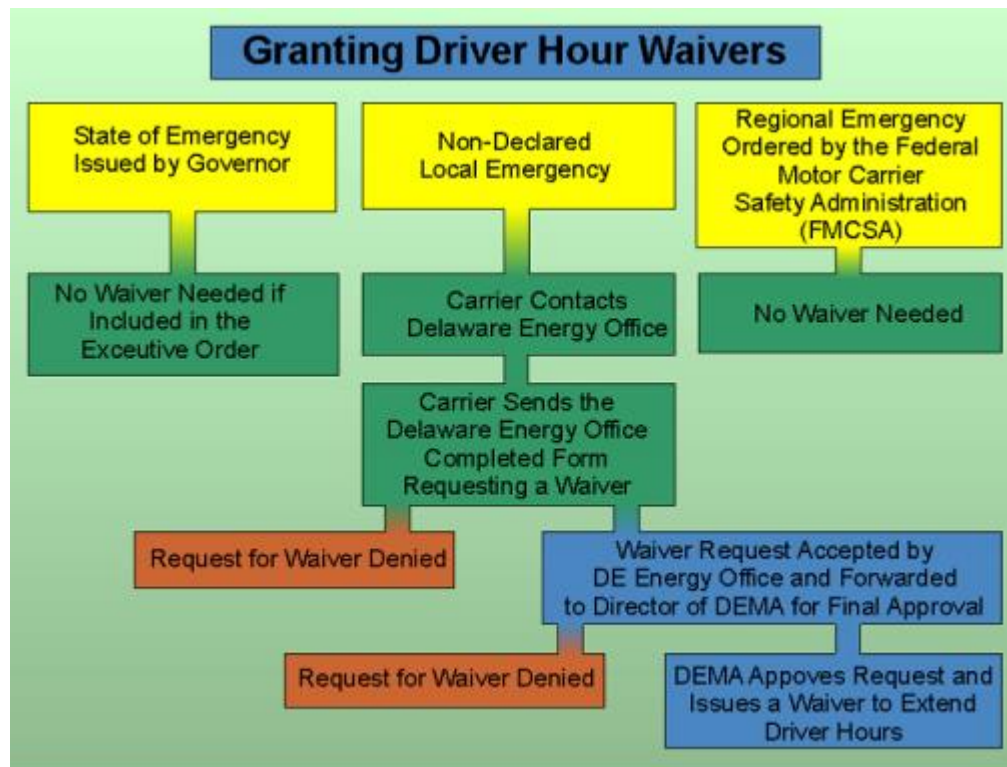 Granting Driver Hour Waivers
State of Emergency
Issued by Governor
Non-Declared
Local Emergency
Regional Emergency
Ordered by the Federal
Motor Carrier
Safety Administration
(FMCSA)
No Waiver Needed if
Included in the
Exceutive Order
Carrier Contacts
Delaware Energy Office
No Waiver Needed
Carrier Sends the
Delaware Energy Office
Completed Form
Requesting a Waiver
Request for Waiver Denied
Waiver Request Accepted by
DE Energy Office and Forwarded
to Director of DEMA for Final Approval
Request for Waiver Denied
DEMA Appoves Request and
Issues a Waiver to Extend
Driver Hours